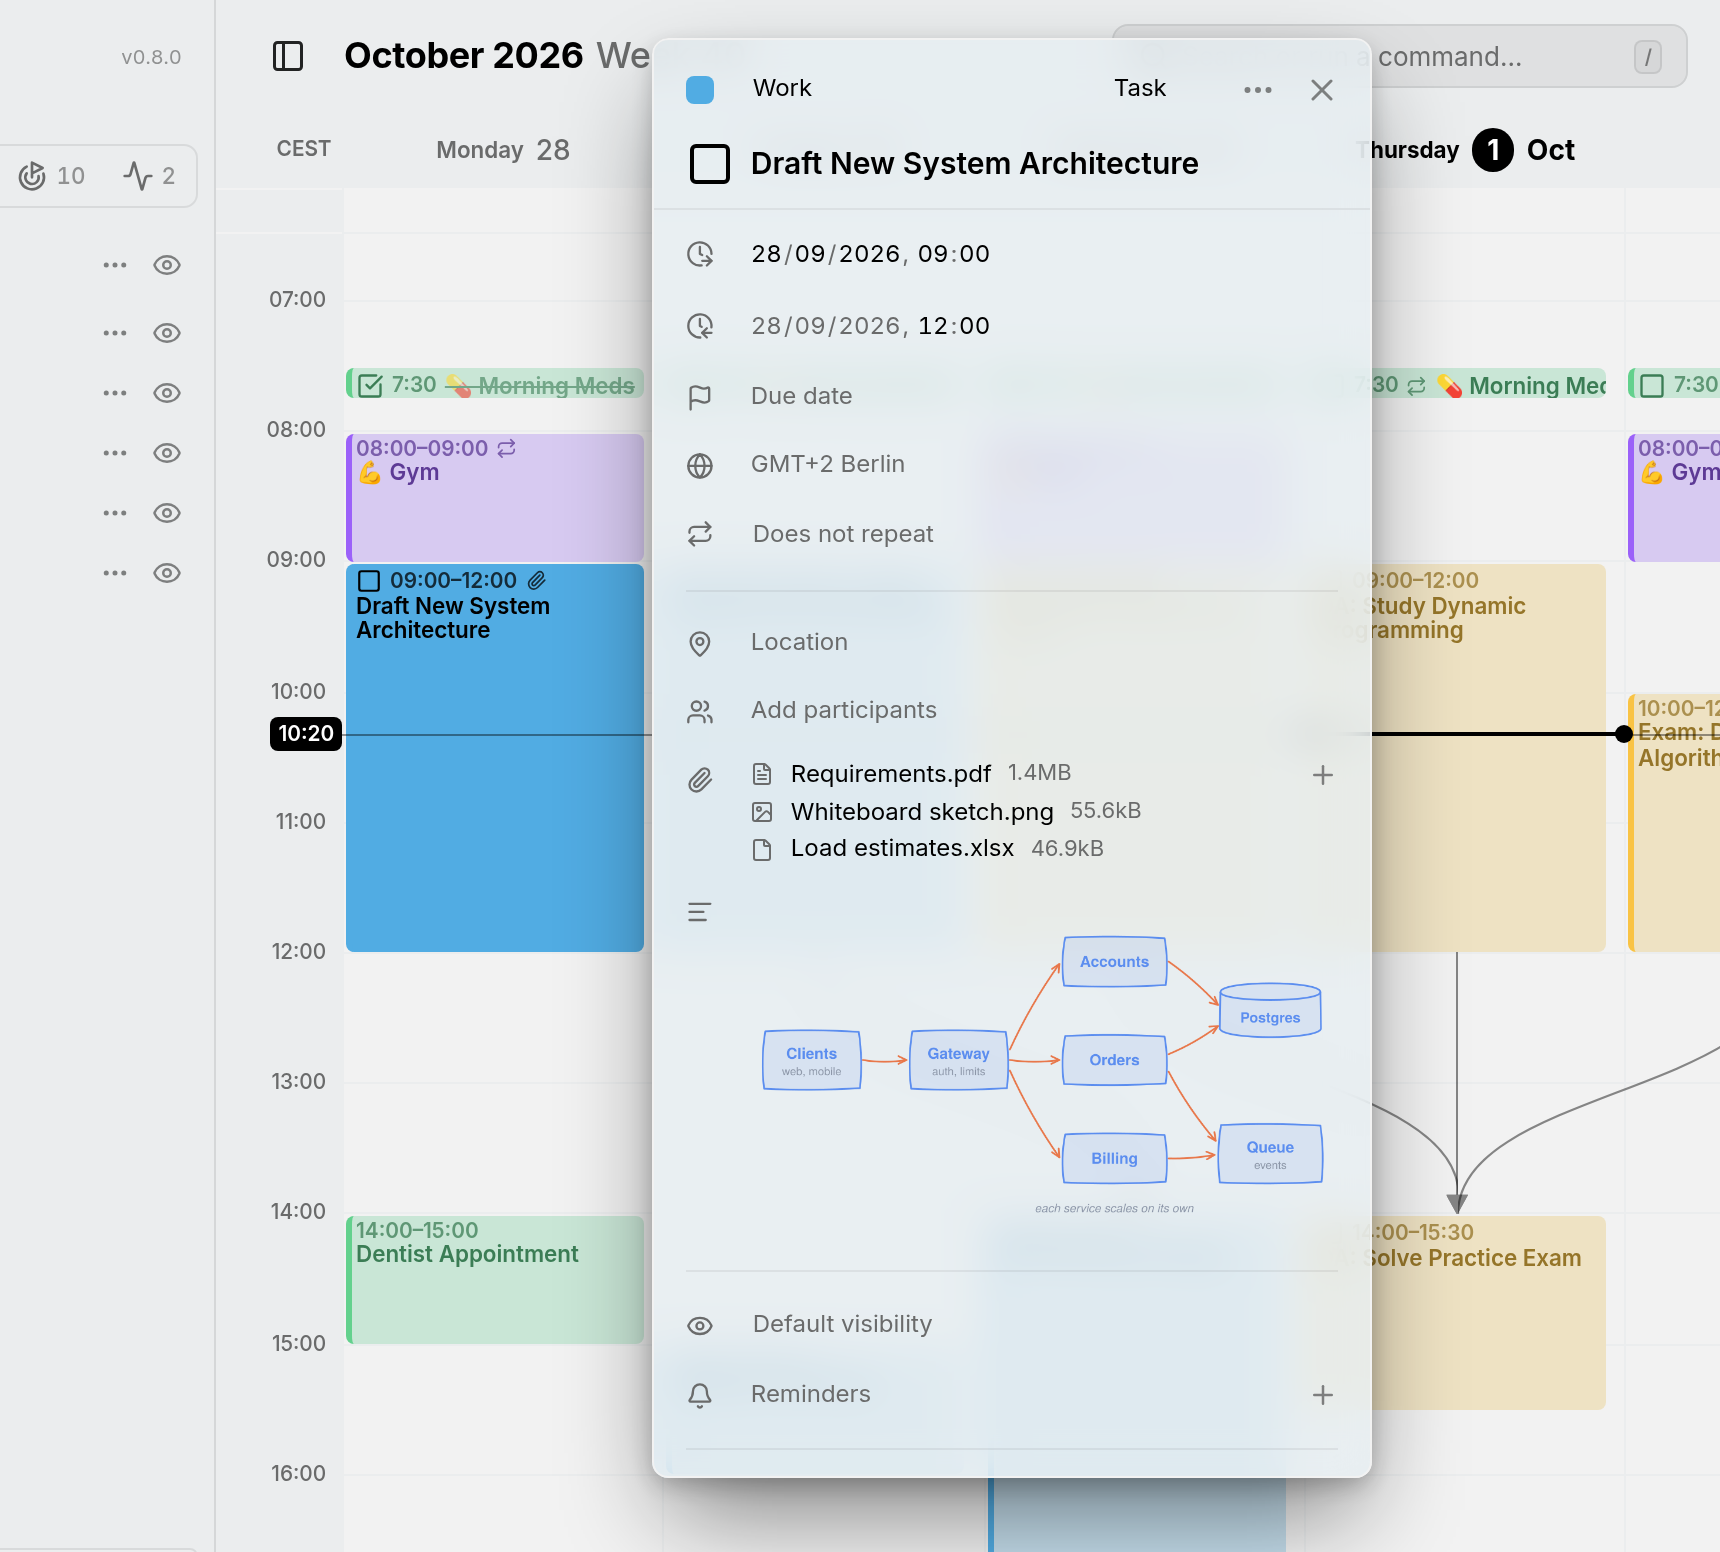 v0.8.0
October 2026 We
a command...
/
10
2
CEST
Monday 28
Thursday 1 Oct
07:00
08:00
09:00
10:00
10:20
11:00
12:00
13:00
14:00
15:00
16:00
7:30 Morning Meds
08:00–09:00
Gym
09:00–12:00
Draft New System
Architecture
14:00–15:00
Dentist Appointment
Work
Task
Draft New System Architecture
28/09/2026, 09:00
28/09/2026, 12:00
Due date
GMT+2 Berlin
Does not repeat
Location
Add participants
Requirements.pdf 1.4MB
Whiteboard sketch.png 55.6kB
Load estimates.xlsx 46.9kB
Accounts
Postgres
Clients
web, mobile
Gateway
auth, limits
Orders
Billing
Queue
events
each service scales on its own
Default visibility
Reminders
:30 Morning Med
09:00–12:00
: Study Dynamic
ogramming
4:00–15:30
: Solve Practice Exam
7:30
08:00–0
Gym
10:00–12
Exam: D
Algorith